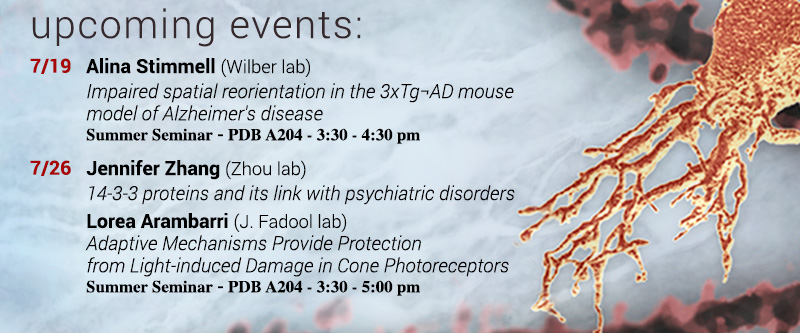 upcoming events:
7/19 Alina Stimmell (Wilber lab)
Impaired spatial reorientation in the 3xTg¬AD mouse
model of Alzheimer's disease
Summer Seminar - PDB A204 - 3:30 - 4:30 pm
7/26 Jennifer Zhang (Zhou lab)
14-3-3 proteins and its link with psychiatric disorders
Lorea Arambarri (J. Fadool lab)
Adaptive Mechanisms Provide Protection
from Light-induced Damage in Cone Photoreceptors
Summer Seminar - PDB A204 - 3:30 - 5:00 pm